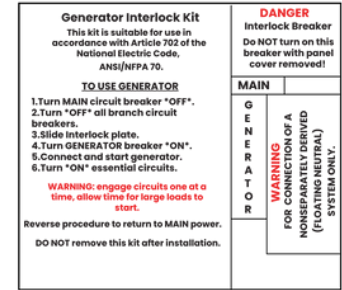 Generator Interlock Kit
This kit is suitable for use in
accordance with Article 702 of the
National Electric Code,
ANSI/NFPA 70.
TO USE GENERATOR
1.Turn MAIN circuit breaker *OFF*.
2.Turn *OFF* all branch circuit
breakers.
3.Slide Interlock plate.
4.Turn GENERATOR breaker *ON*.
5.Connect and start generator.
6.Turn *ON* essential circuits.
WARNING: engage circuits one at a
time, allow time for large loads to
start.
Reverse procedure to return to MAIN power.
DO NOT remove this kit after installation.
DANGER
Interlock Breaker
Do NOT turn on this
breaker with panel
cover removed!
MAIN
GENERATOR
WARNING
FOR CONNECTION OF A
NONSEPARATELY DERIVED
(FLOATING NEUTRAL)
SYSTEM ONLY.